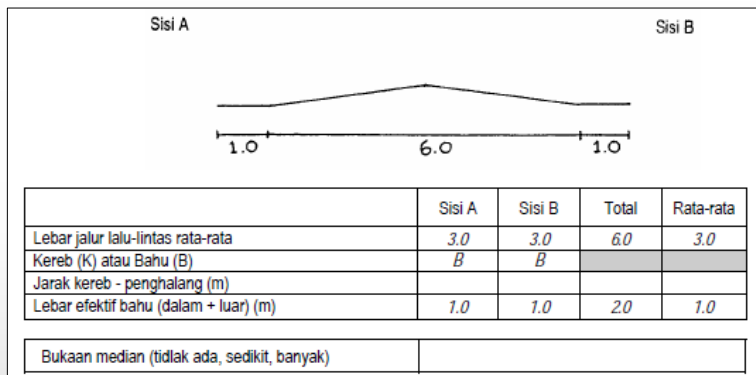 Sisi A Sisi B
1.0 6.0 1.0
Sisi A Sisi B Total Rata-rata
Lebar jalur lalu-lintas rata-rata 3.0 3.0 6.0 3.0
Kereb (K) atau Bahu (B) B B
Jarak kereb - penghalang (m)
Lebar efektif bahu (dalam + luar) (m) 1.0 1.0 2.0 1.0
Bukaan median (tidlak ada, sedikit, banyak)